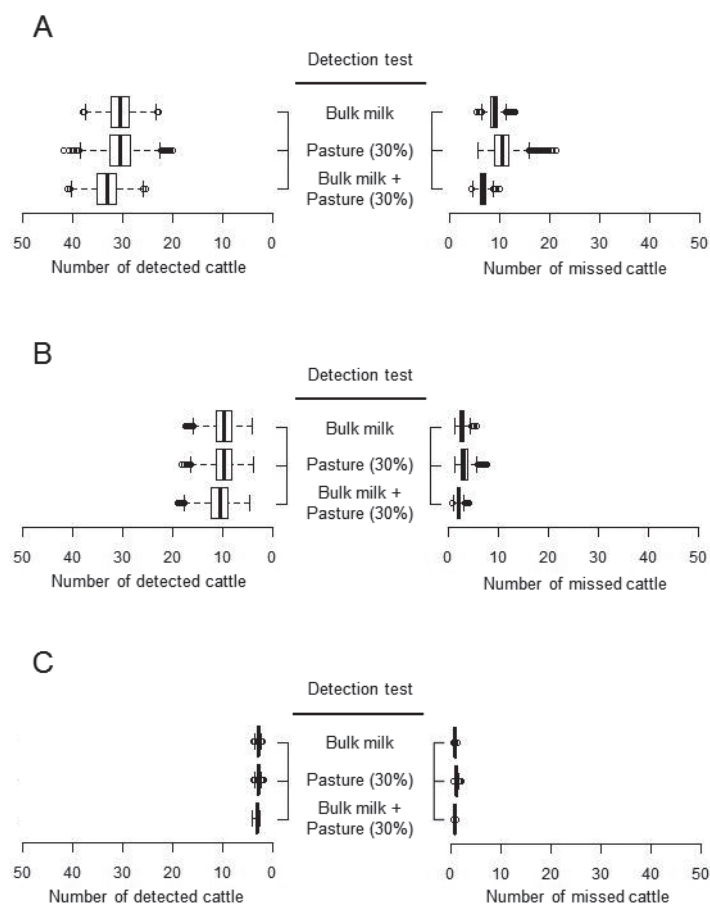 A
Detection test
Bulk milk
Pasture (30%)
Bulk milk +
Pasture (30%)
50 40 30 20 10 0
0 10 20 30 40 50
Number of detected cattle
Number of missed cattle
B
Detection test
Bulk milk
Pasture (30%)
Bulk milk +
Pasture (30%)
50 40 30 20 10 0
0 10 20 30 40 50
Number of detected cattle
Number of missed cattle
C
Detection test
Bulk milk
Pasture (30%)
Bulk milk +
Pasture (30%)
50 40 30 20 10 0
0 10 20 30 40 50
Number of detected cattle
Number of missed cattle